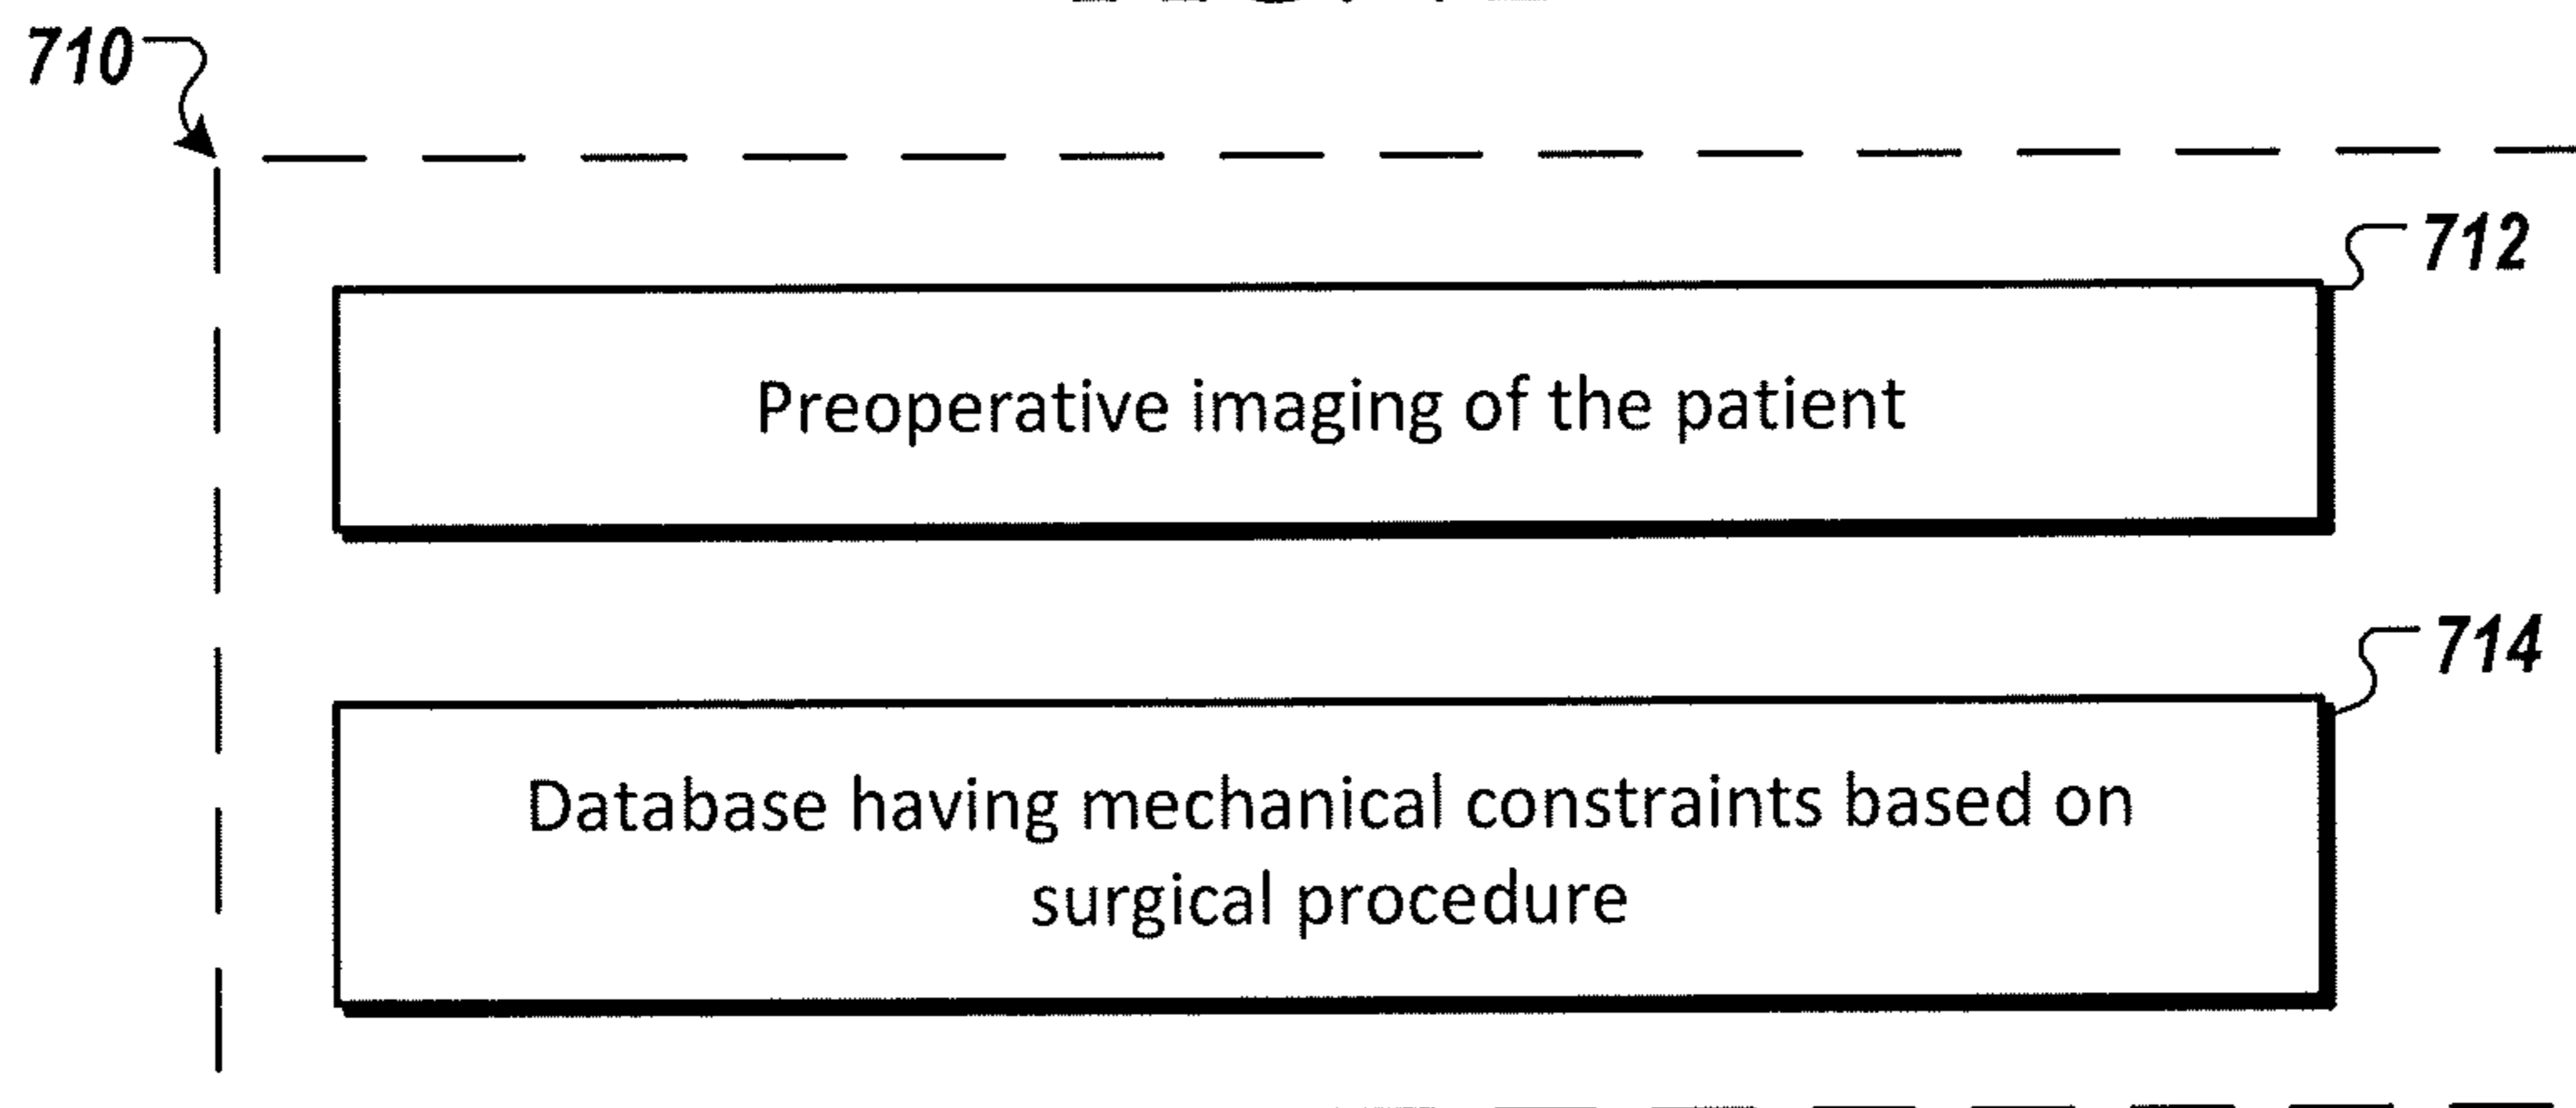 710
712
Preoperative imaging of the patient
714
Database having mechanical constraints based on
surgical procedure